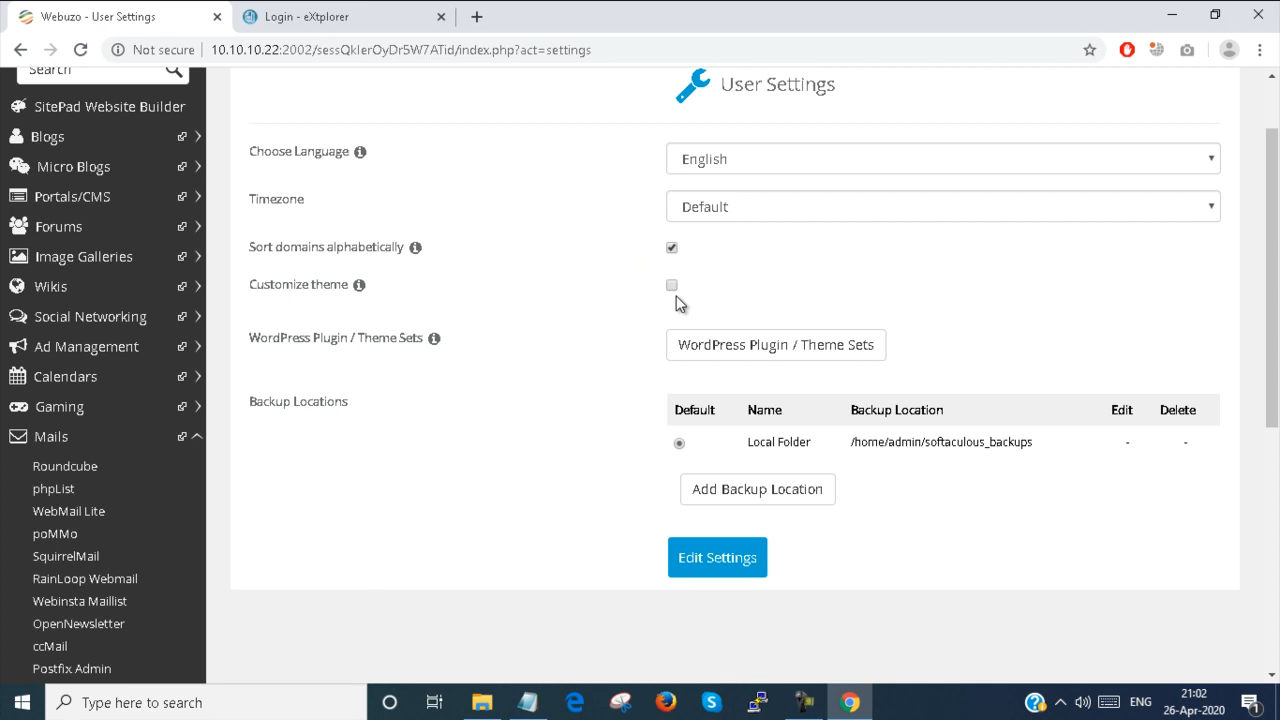 Webuzo - User Settings
Login - eXtplorer
Not secure
10.10.10.22:2002/sessQkIerOyDr5W7ATid/index.php?act=settings
Search
SitePad Website Builder
Blogs
Micro Blogs
Portals/CMS
Forums
Image Galleries
Wikis
Social Networking
Ad Management
Calendars
Gaming
Mails
Roundcube
phpList
WebMail Lite
poMMo
SquirrelMail
RainLoop Webmail
Webinsta Maillist
OpenNewsletter
ccMail
Postfix Admin
User Settings
Choose Language
English
Timezone
Default
Sort domains alphabetically
Customize theme
WordPress Plugin / Theme Sets
WordPress Plugin / Theme Sets
Backup Locations
Default Name Backup Location Edit Delete
Local Folder /home/admin/softaculous_backups - -
Add Backup Location
Edit Settings
Type here to search
ENG
21:02
26-Apr-2020